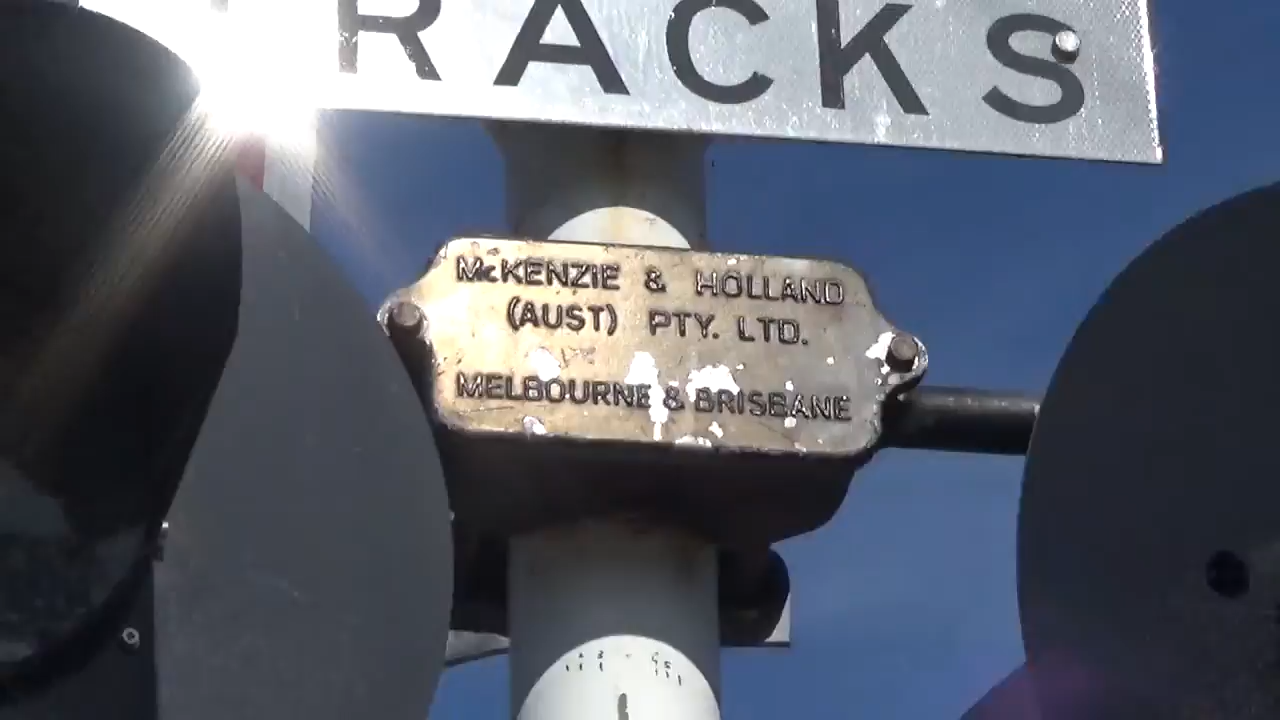 RACKS
McKENZIE & HOLLAND
(AUST) PTY. LTD.
MELBOURNE & BRISBANE